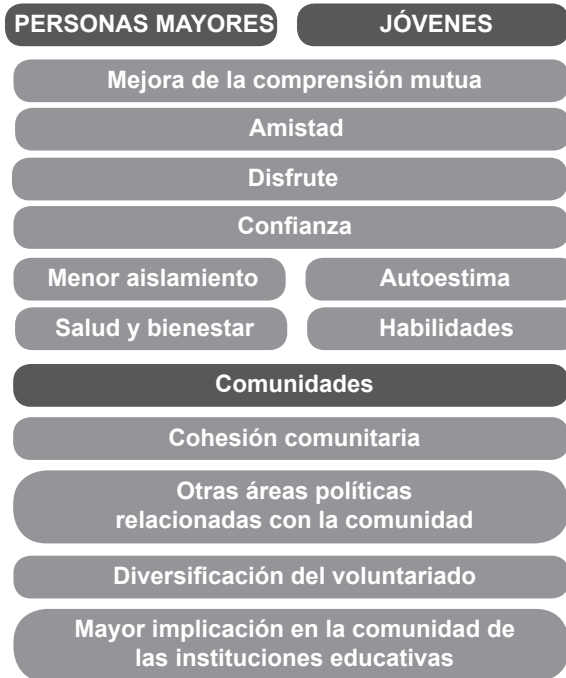 PERSONAS MAYORES
JÓVENES
Mejora de la comprensión mutua
Amistad
Disfrute
Confianza
Menor aislamiento
Autoestima
Salud y bienestar
Habilidades
Comunidades
Cohesión comunitaria
Otras áreas políticas
relacionadas con la comunidad
Diversificación del voluntariado
Mayor implicación en la comunidad de
las instituciones educativas